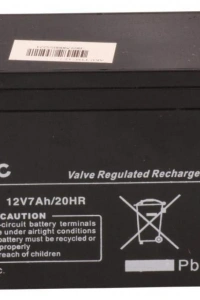 C
Valve Regulated Recharge
12V7Ah/20HR
CAUTION
-circuit battery terminals
under airtight conditions
battery must be recycled or
properly
reach of children.
c.
Pb